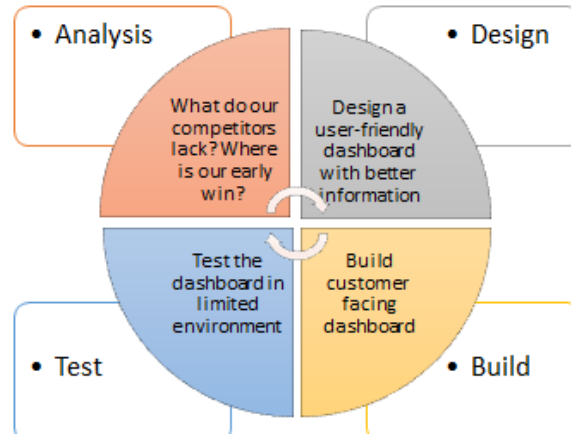 • Analysis
• Design
What do our
competitors
lack? Where
is our early
win?
Design a
user-friendly
dashboard
with better
information
Test the
dashboard in
limited
environment
Build
customer
facing
dashboard
• Test
• Build